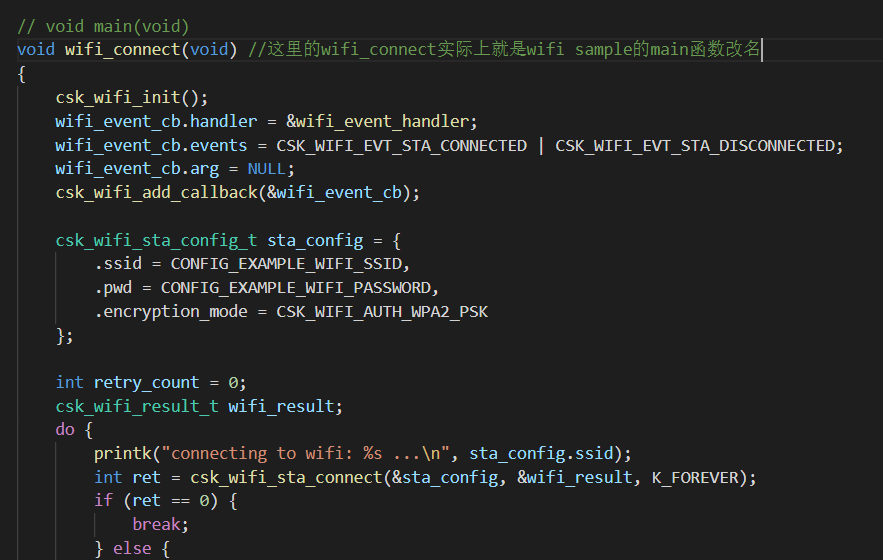 // void main(void)
void wifi_connect(void) //这里的wifi_connect实际上就是wifi sample的main函数改名
{
    csk_wifi_init();
    wifi_event_cb.handler = &wifi_event_handler;
    wifi_event_cb.events = CSK_WIFI_EVT_STA_CONNECTED | CSK_WIFI_EVT_STA_DISCONNECTED;
    wifi_event_cb.arg = NULL;
    csk_wifi_add_callback(&wifi_event_cb);

    csk_wifi_sta_config_t sta_config = {
        .ssid = CONFIG_EXAMPLE_WIFI_SSID,
        .pwd = CONFIG_EXAMPLE_WIFI_PASSWORD,
        .encryption_mode = CSK_WIFI_AUTH_WPA2_PSK
    };

    int retry_count = 0;
    csk_wifi_result_t wifi_result;
    do {
        printk("connecting to wifi: %s ...\n", sta_config.ssid);
        int ret = csk_wifi_sta_connect(&sta_config, &wifi_result, K_FOREVER);
        if (ret == 0) {
            break;
        } else {